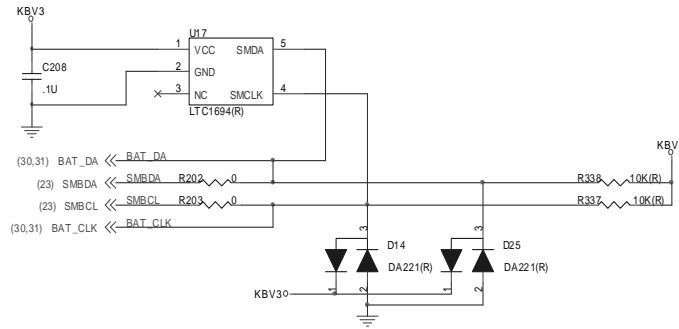 KBV3
U17
1 VCC SMDA 5
C208
2 GND
.1U
3 NC SMCLK 4
LTC1694(R)
(30,31) BAT_DA BAT_DA
KBV
(23) SMBDA SMBDA R202 0 R338 10K(R)
(23) SMBCL SMBCL R203 0 R337 10K(R)
(30,31) BAT_CLK BAT_CLK
3 3
D14 D25
DA221(R) DA221(R)
KBV3 1 2 1 2